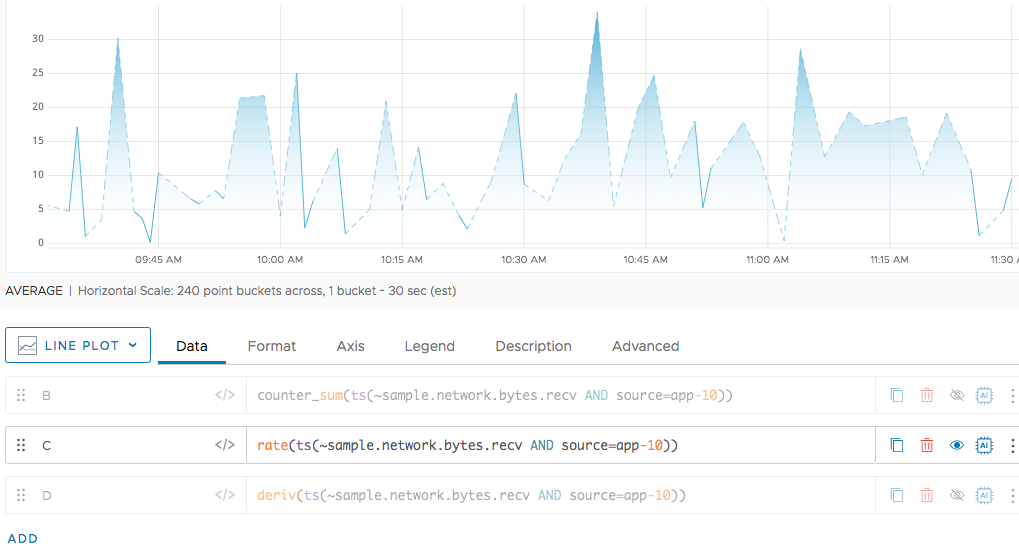 30
25
20
15
10
5
0
09:45 AM 10:00 AM 10:15 AM 10:30 AM 10:45 AM 11:00 AM 11:15 AM 11:30 A
AVERAGE | Horizontal Scale: 240 point buckets across, 1 bucket ~ 30 sec (est)
LINE PLOT Data Format Axis Legend Description Advanced
B </> counter_sum(ts(~sample.network.bytes.recv AND source=app-10)) AI
C </> rate(ts(~sample.network.bytes.recv AND source=app-10)) AI
D </> deriv(ts(~sample.network.bytes.recv AND source=app-10)) AI
ADD